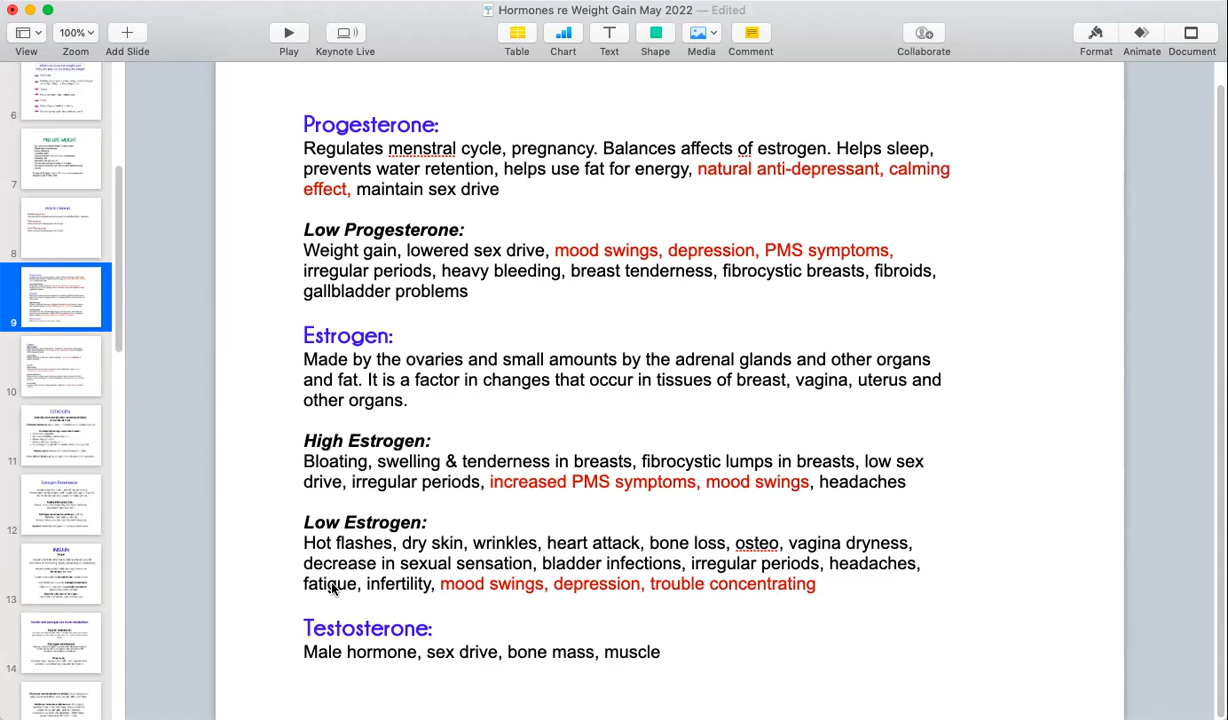 Hormones re Weight Gain May 2022 — Edited
100%
View Zoom Add Slide Play Keynote Live Table Chart Text Shape Media Comment Collaborate Format Animate Document
6
7
8
9
10
11
12
13
14
Progesterone:
Regulates menstral cycle, pregnancy. Balances affects of estrogen. Helps sleep,
prevents water retention, helps use fat for energy, natural anti-depressant, calming
effect, maintain sex drive
Low Progesterone:
Weight gain, lowered sex drive, mood swings, depression, PMS symptoms,
irregular periods, heavy bleeding, breast tenderness, fibrocystic breasts, fibroids,
gallbladder problems
Estrogen:
Made by the ovaries and small amounts by the adrenal glands and other organs
and fat. It is a factor in changes that occur in tissues of breast, vagina, uterus and
other organs.
High Estrogen:
Bloating, swelling & tenderness in breasts, fibrocystic lumps in breasts, low sex
drive, irregular periods, increased PMS symptoms, mood swings, headaches
Low Estrogen:
Hot flashes, dry skin, wrinkles, heart attack, bone loss, osteo, vagina dryness,
decrease in sexual sensation, bladder infections, irregular periods, headaches,
fatigue, infertility, mood swings, depression, trouble concentrating
Testosterone:
Male hormone, sex drive, bone mass, muscle